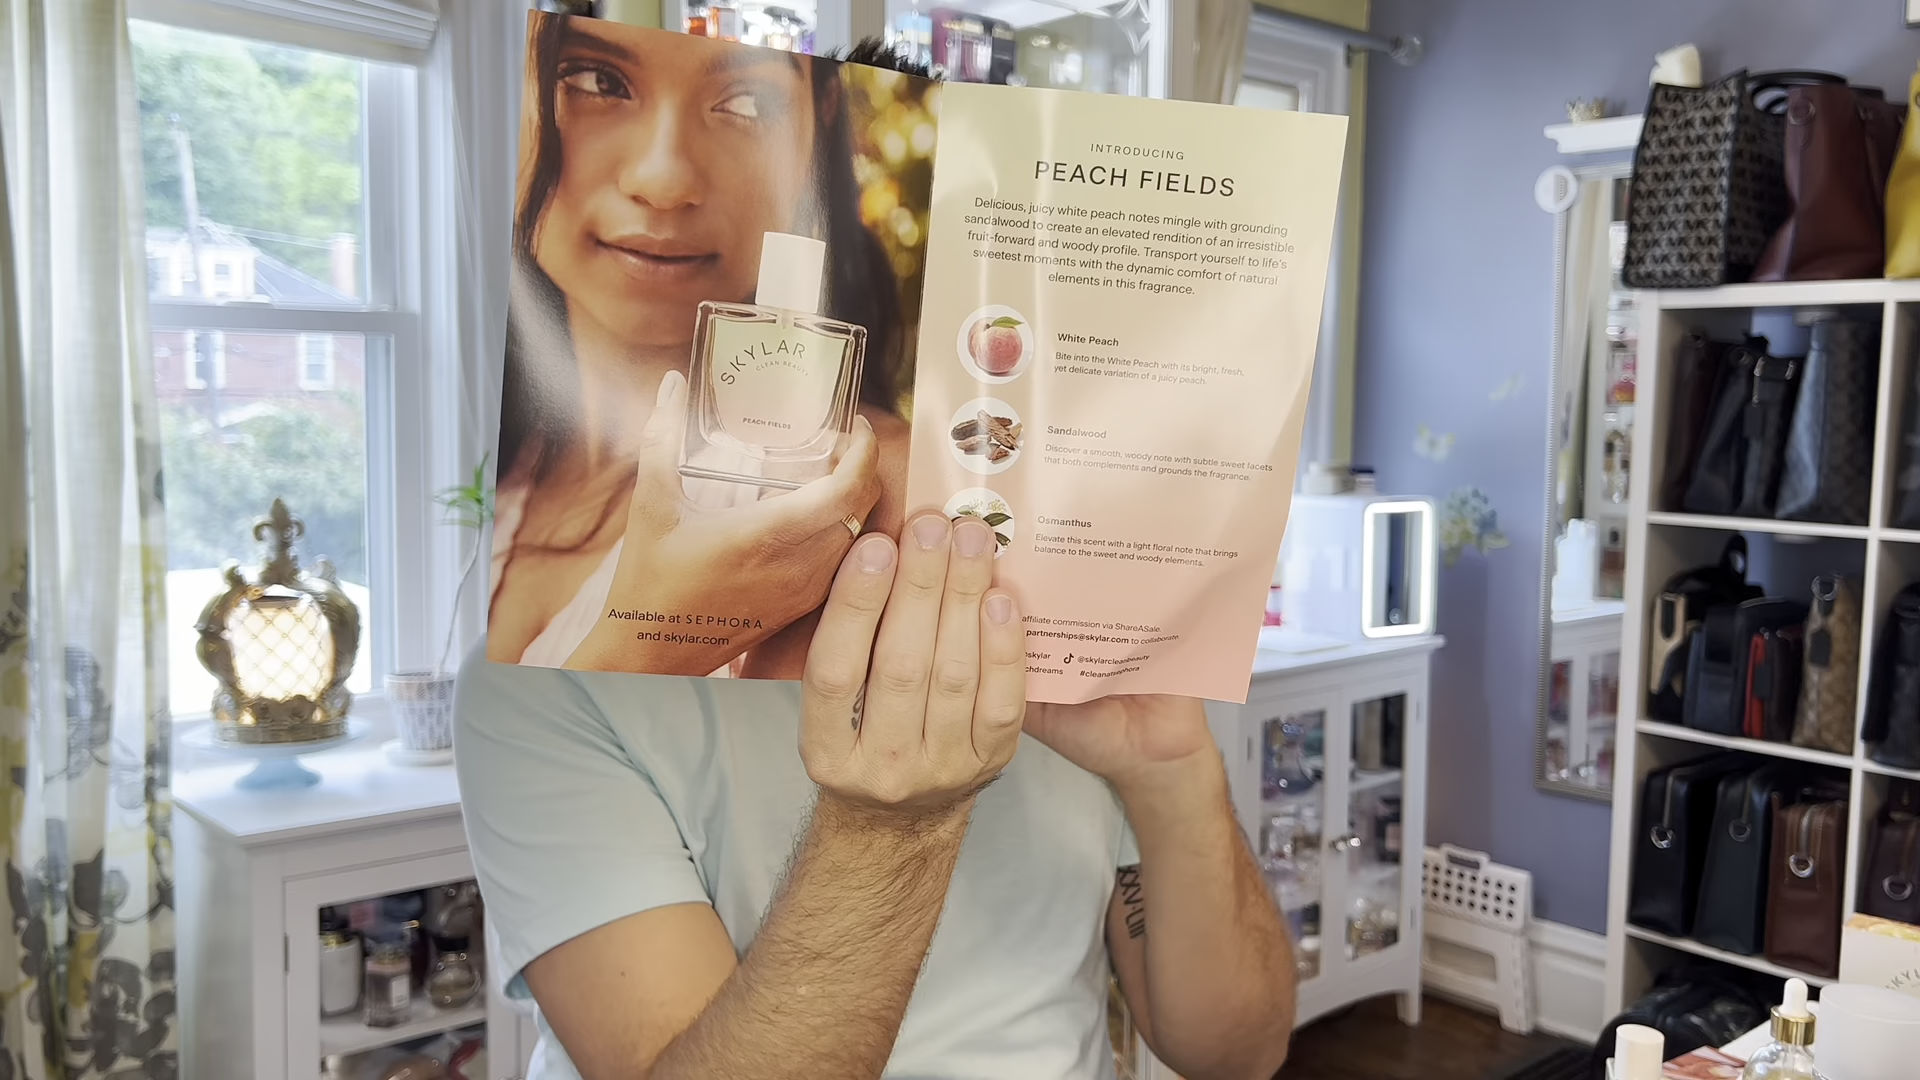 SKYLAR
CLEAN BEAUTY
PEACH FIELDS
Available at SEPHORA
and skylar.com
INTRODUCING
PEACH FIELDS
Delicious, juicy white peach notes mingle with grounding
sandalwood to create an elevated rendition of an irresistible
fruit-forward and woody profile. Transport yourself to life's
sweetest moments with the dynamic comfort of natural
elements in this fragrance.
White Peach
Bite into the White Peach with its bright, fresh,
yet delicate variation of a juicy peach.
Sandalwood
Discover a smooth, woody note with subtle sweet facets
that both complements and grounds the fragrance.
Osmanthus
Elevate this scent with a light floral note that brings
balance to the sweet and woody elements.
affiliate commission via ShareASale.
partnerships@skylar.com to collaborate
skylar @skylarcleanbeauty
chdreams #cleanatsephora